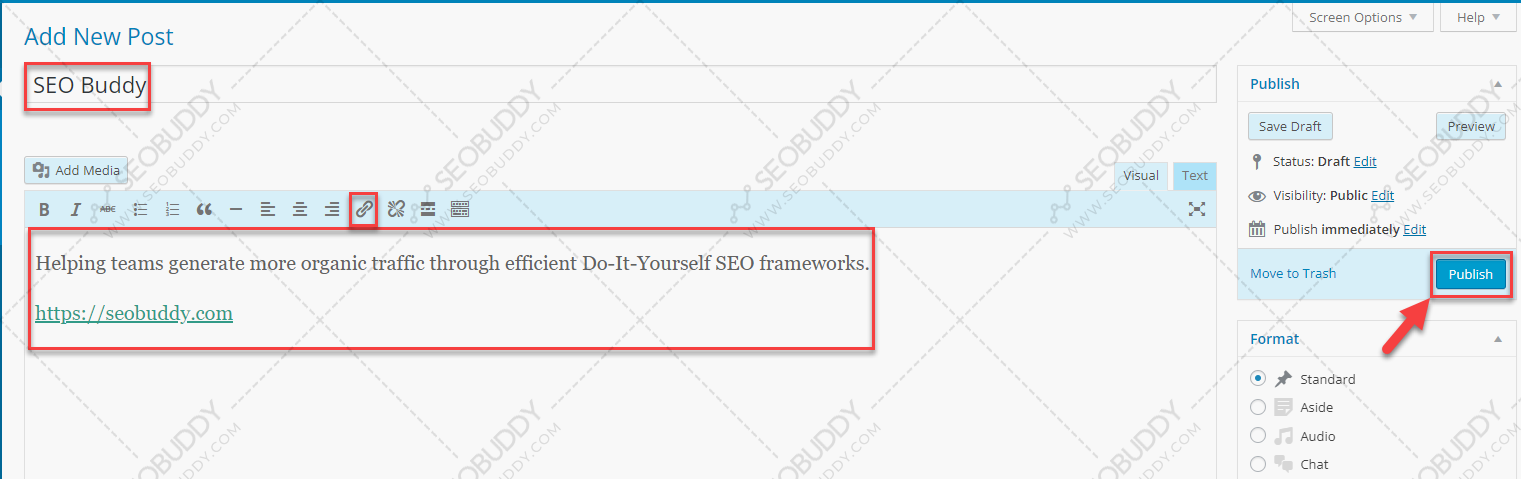 Screen Options Help
Add New Post
SEO Buddy
Publish
Save Draft Preview
Add Media
Visual Text
Status: Draft Edit
Visibility: Public Edit
B I ABC
Publish immediately Edit
Helping teams generate more organic traffic through efficient Do-It-Yourself SEO frameworks.
https://seobuddy.com
Move to Trash Publish
Format
Standard
Aside
Audio
Chat
SEOBUDDY
WWW.SEOBUDDY.COM